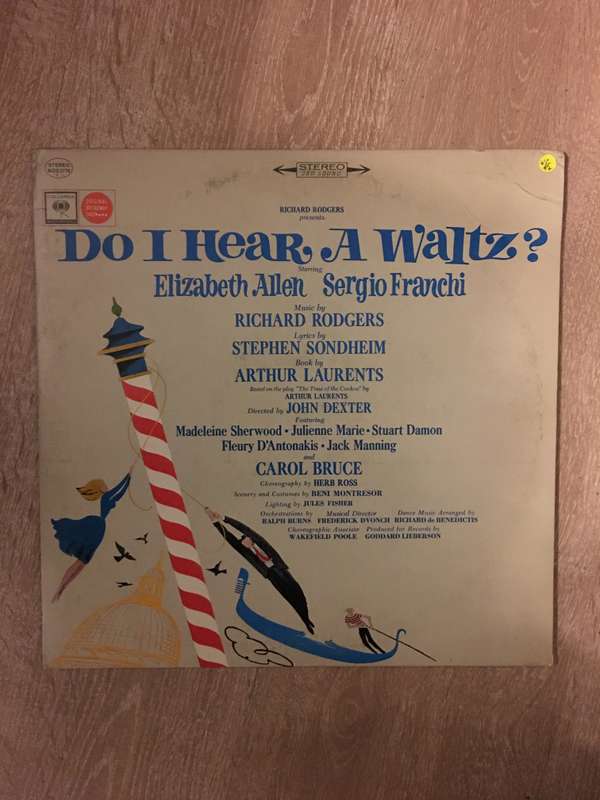 STEREO
STEREO
360 SOUND
COLUMBIA
ORIGINAL
BROADWAY
RICHARD RODGERS
presents
Do I Hear A Waltz?
Starring
Elizabeth Allen Sergio Franchi
Music by
RICHARD RODGERS
Lyrics by
STEPHEN SONDHEIM
Book by
ARTHUR LAURENTS
Based on the play "The Time of the Cuckoo" by
ARTHUR LAURENTS
Directed by JOHN DEXTER
Featuring
Madeleine Sherwood • Julienne Marie • Stuart Damon
Fleury D'Antonakis • Jack Manning
and
CAROL BRUCE
Choreography by HERB ROSS
Scenery and Costumes by BENI MONTRESOR
Lighting by JULES FISHER
Orchestrations by Musical Director Dance Music Arranged by
RALPH BURNS FREDERICK DVONCH RICHARD de BENEDICTIS
Choreographic Associate Produced for Records by
WAKEFIELD POOLE GODDARD LIEBERSON